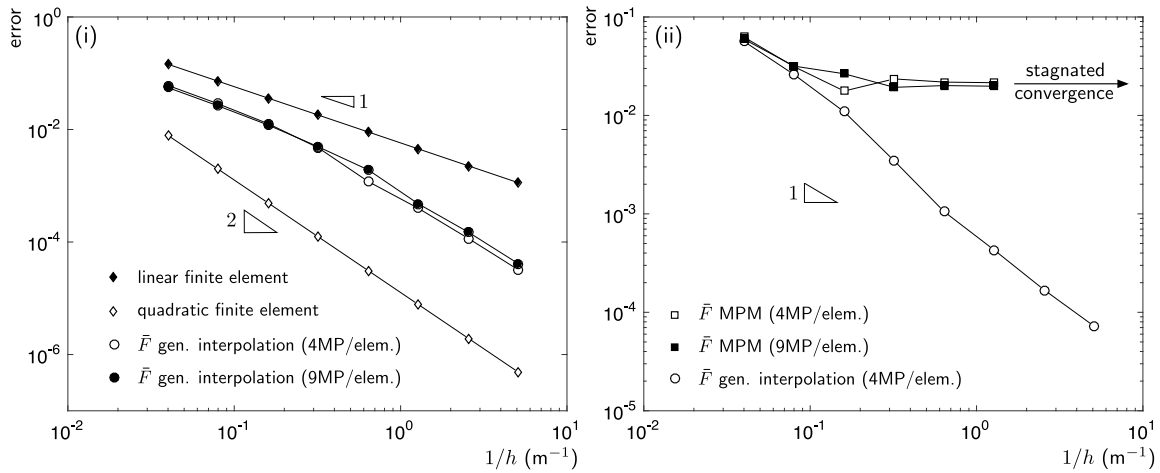 error
(i)
10^0
10^-2
10^-4
10^-6
1
2
linear finite element
quadratic finite element
F̄ gen. interpolation (4MP/elem.)
F̄ gen. interpolation (9MP/elem.)
10^-2
10^-1
10^0
10^1
1/h (m^-1)
error
(ii)
10^-1
10^-2
10^-3
10^-4
10^-5
stagnated
convergence
1
F̄ MPM (4MP/elem.)
F̄ MPM (9MP/elem.)
F̄ gen. interpolation (4MP/elem.)
10^-2
10^-1
10^0
10^1
1/h (m^-1)